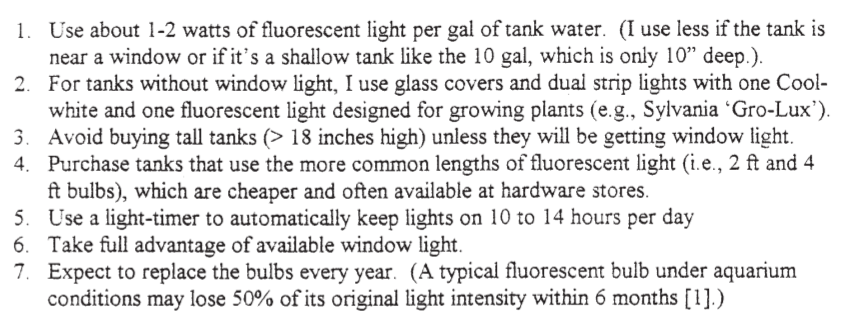 1. Use about 1-2 watts of fluorescent light per gal of tank water. (I use less if the tank is
near a window or if it's a shallow tank like the 10 gal, which is only 10” deep.).
2. For tanks without window light, I use glass covers and dual strip lights with one Cool-
white and one fluorescent light designed for growing plants (e.g., Sylvania ‘Gro-Lux’).
3. Avoid buying tall tanks (> 18 inches high) unless they will be getting window light.
4. Purchase tanks that use the more common lengths of fluorescent light (i.e., 2 ft and 4
ft bulbs), which are cheaper and often available at hardware stores.
5. Use a light-timer to automatically keep lights on 10 to 14 hours per day
6. Take full advantage of available window light.
7. Expect to replace the bulbs every year. (A typical fluorescent bulb under aquarium
conditions may lose 50% of its original light intensity within 6 months [1].)